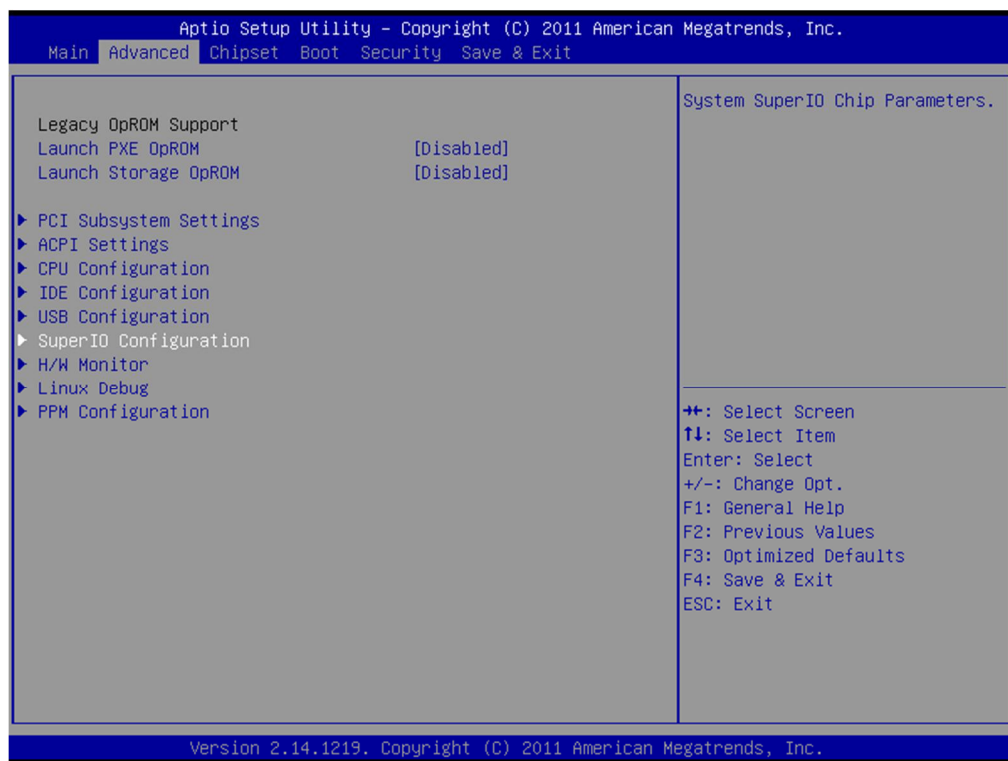 Aptio Setup Utility – Copyright (C) 2011 American Megatrends, Inc.
Main Advanced Chipset Boot Security Save & Exit
System SuperIO Chip Parameters.
Legacy OpROM Support
Launch PXE OpROM [Disabled]
Launch Storage OpROM [Disabled]
▶ PCI Subsystem Settings
▶ ACPI Settings
▶ CPU Configuration
▶ IDE Configuration
▶ USB Configuration
▶ SuperIO Configuration
▶ H/W Monitor
▶ Linux Debug
▶ PPM Configuration
→←: Select Screen
↑↓: Select Item
Enter: Select
+/-: Change Opt.
F1: General Help
F2: Previous Values
F3: Optimized Defaults
F4: Save & Exit
ESC: Exit
Version 2.14.1219. Copyright (C) 2011 American Megatrends, Inc.